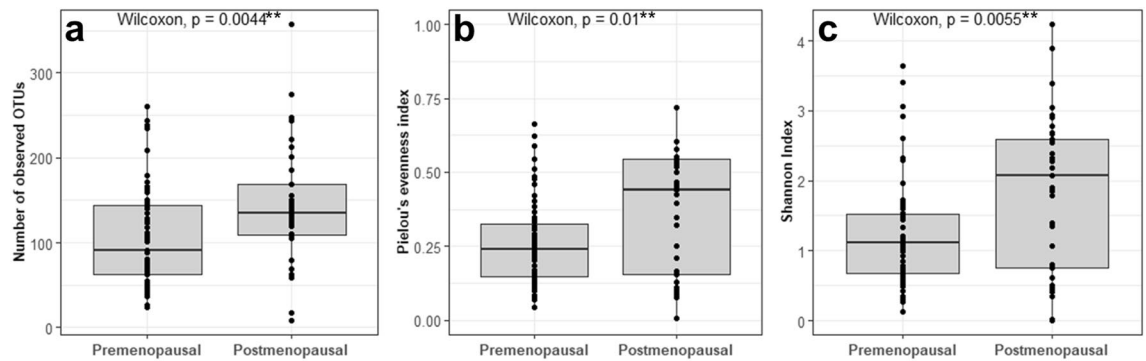 a
Wilcoxon, p = 0.0044**
Number of observed OTUs
300
200
100
0
Premenopausal
Postmenopausal
b
Wilcoxon, p = 0.01**
Pielou's evenness index
1.00
0.75
0.50
0.25
0.00
Premenopausal
Postmenopausal
c
Wilcoxon, p = 0.0055**
Shannon Index
4
3
2
1
0
Premenopausal
Postmenopausal